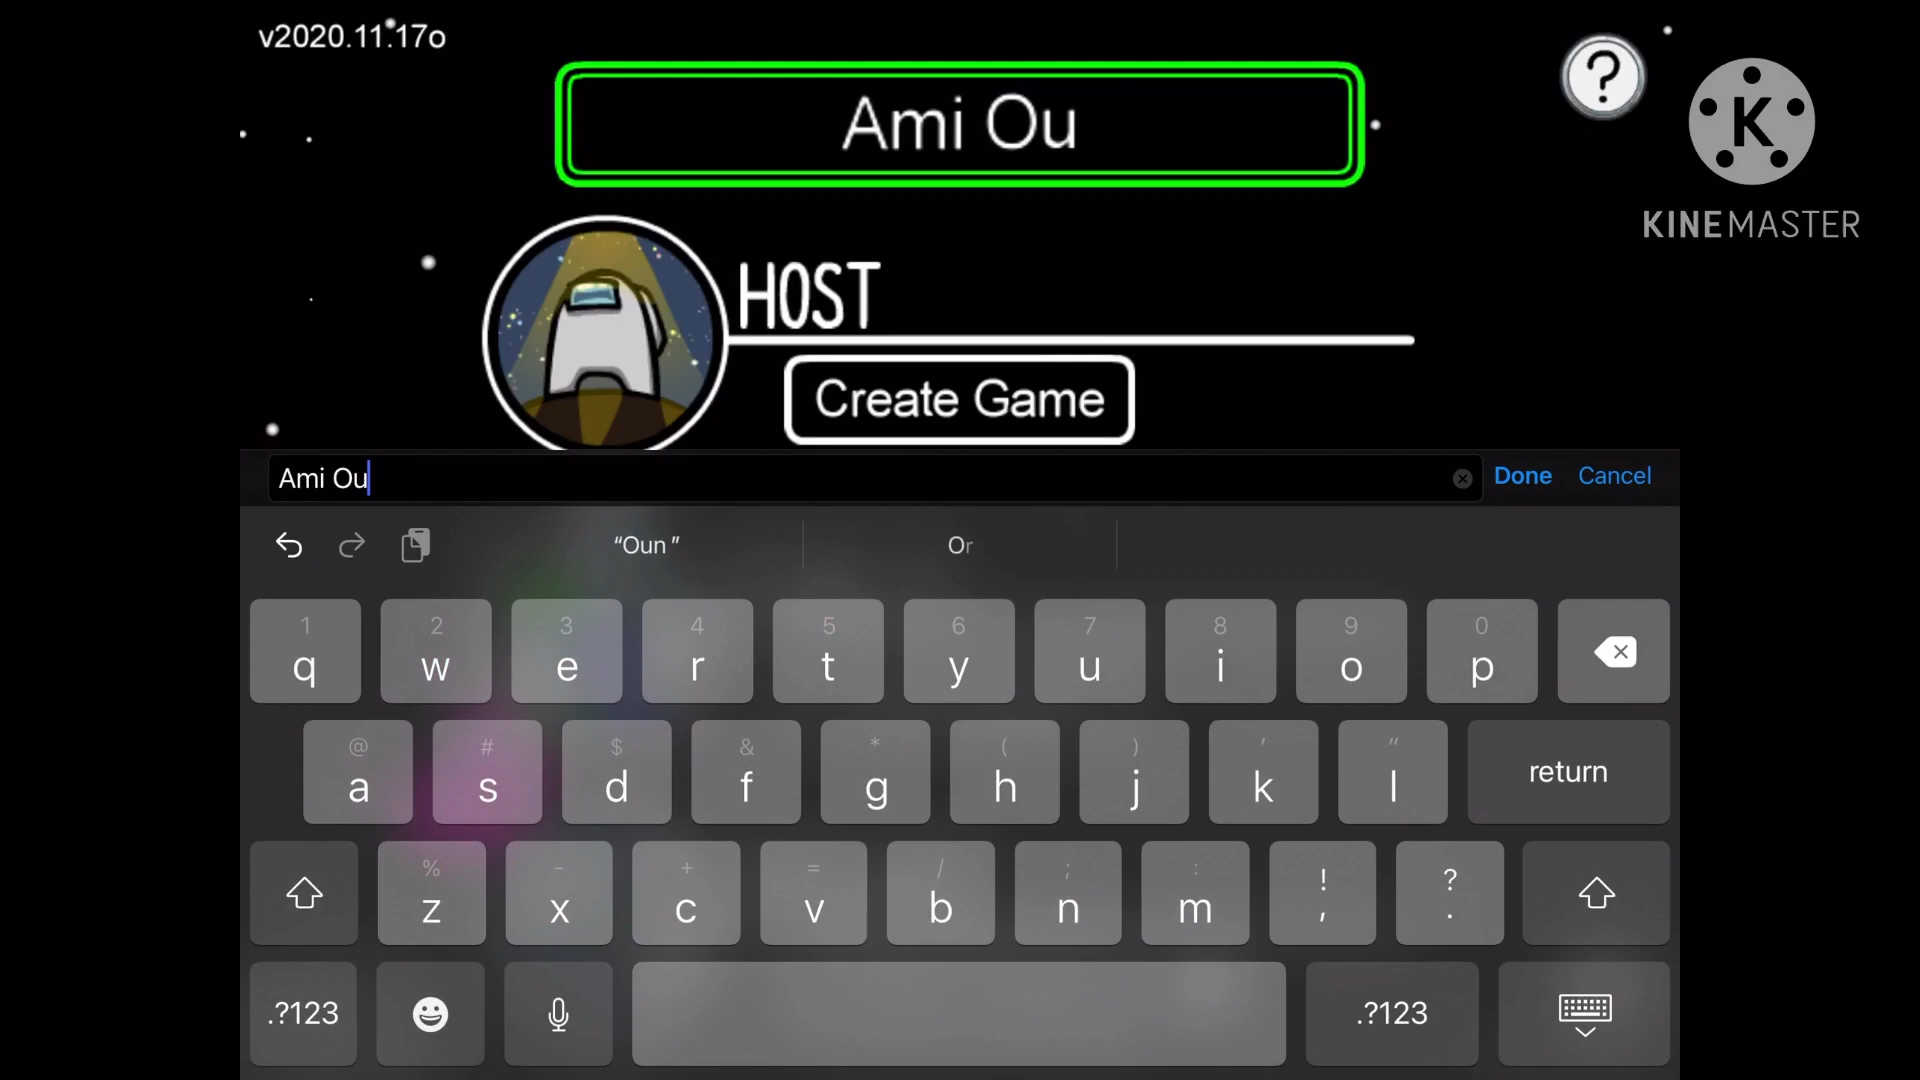 v2020.11.17o
Ami Ou
?
K
KINEMASTER
HOST
Create Game
Ami Ou
Done Cancel
"Oun" Or
1 2 3 4 5 6 7 8 9 0
q w e r t y u i o p
@ # $ & * ( ) ' "
a s d f g h j k l return
% - + = / ; : ! ?
z x c v b n m , .
.?123 .?123